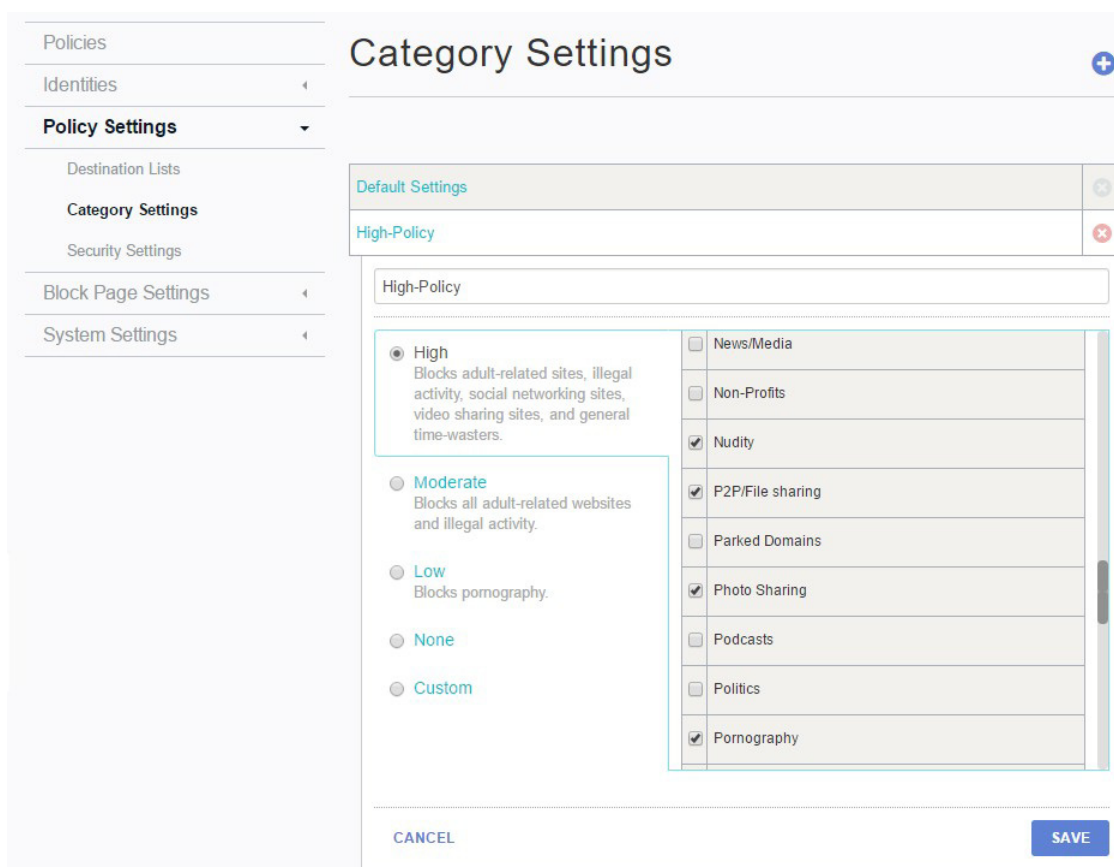 Policies
Identities
Policy Settings
Destination Lists
Category Settings
Security Settings
Block Page Settings
System Settings
Category Settings
Default Settings
High-Policy
High-Policy
High
Blocks adult-related sites, illegal
activity, social networking sites,
video sharing sites, and general
time-wasters.
Moderate
Blocks all adult-related websites
and illegal activity.
Low
Blocks pornography.
None
Custom
News/Media
Non-Profits
Nudity
P2P/File sharing
Parked Domains
Photo Sharing
Podcasts
Politics
Pornography
CANCEL
SAVE